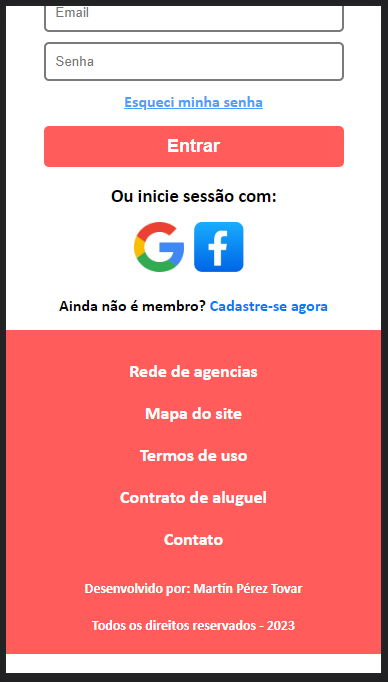 Email
Senha
Esqueci minha senha
Entrar
Ou inicie sessão com:
Ainda não é membro? Cadastre-se agora
Rede de agencias
Mapa do site
Termos de uso
Contrato de aluguel
Contato
Desenvolvido por: Martín Pérez Tovar
Todos os direitos reservados - 2023